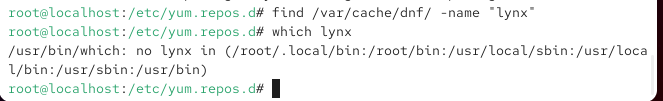 root@localhost:/etc/yum.repos.d# find /var/cache/dnf/ -name "lynx"
root@localhost:/etc/yum.repos.d# which lynx
/usr/bin/which: no lynx in (/root/.local/bin:/root/bin:/usr/local/sbin:/usr/loca
l/bin:/usr/sbin:/usr/bin)
root@localhost:/etc/yum.repos.d#